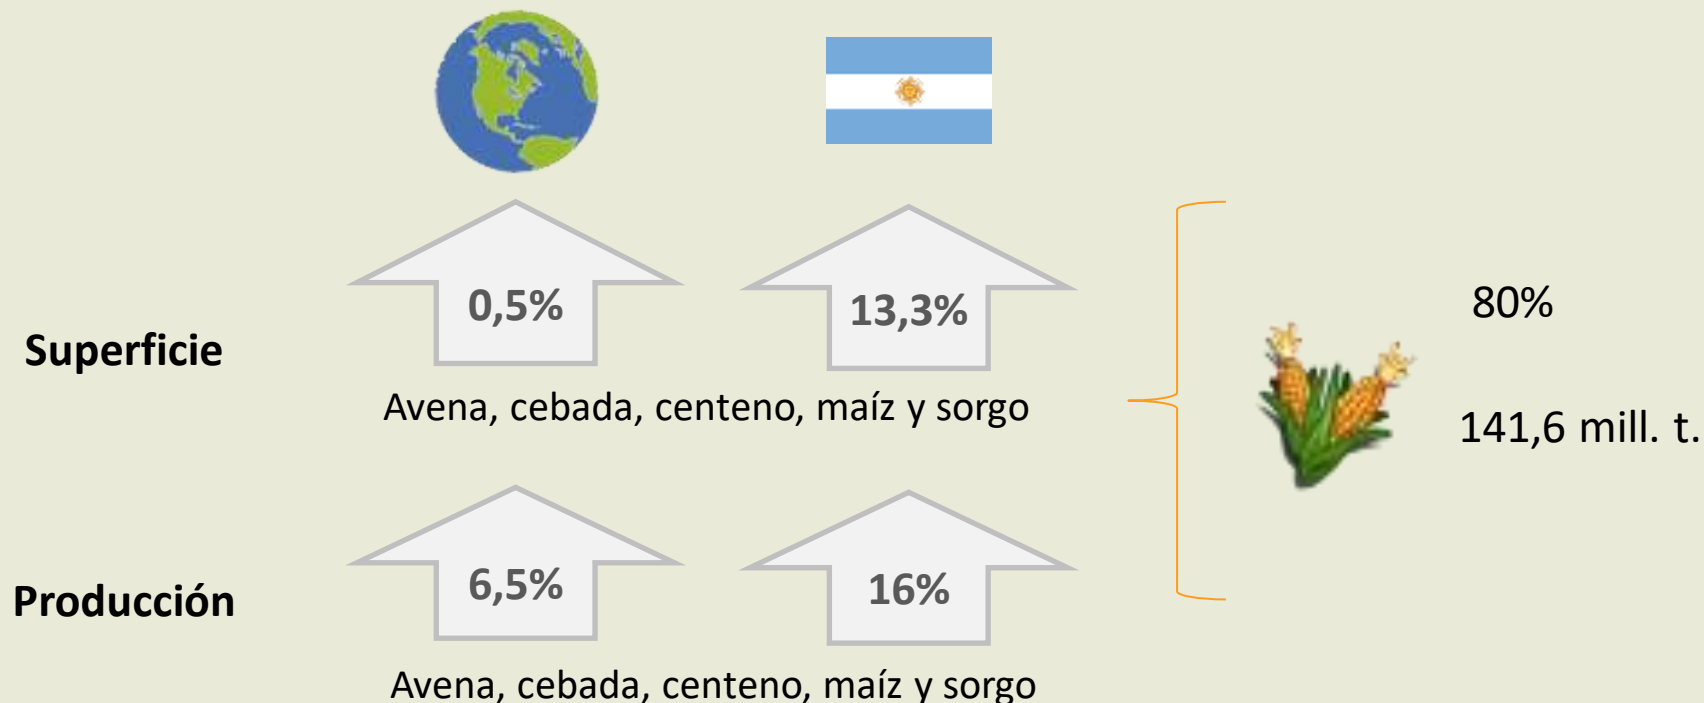 0,5%
13,3%
80%
Superficie
Avena, cebada, centeno, maíz y sorgo
141,6 mill. t.
6,5%
16%
Producción
Avena, cebada, centeno, maíz y sorgo